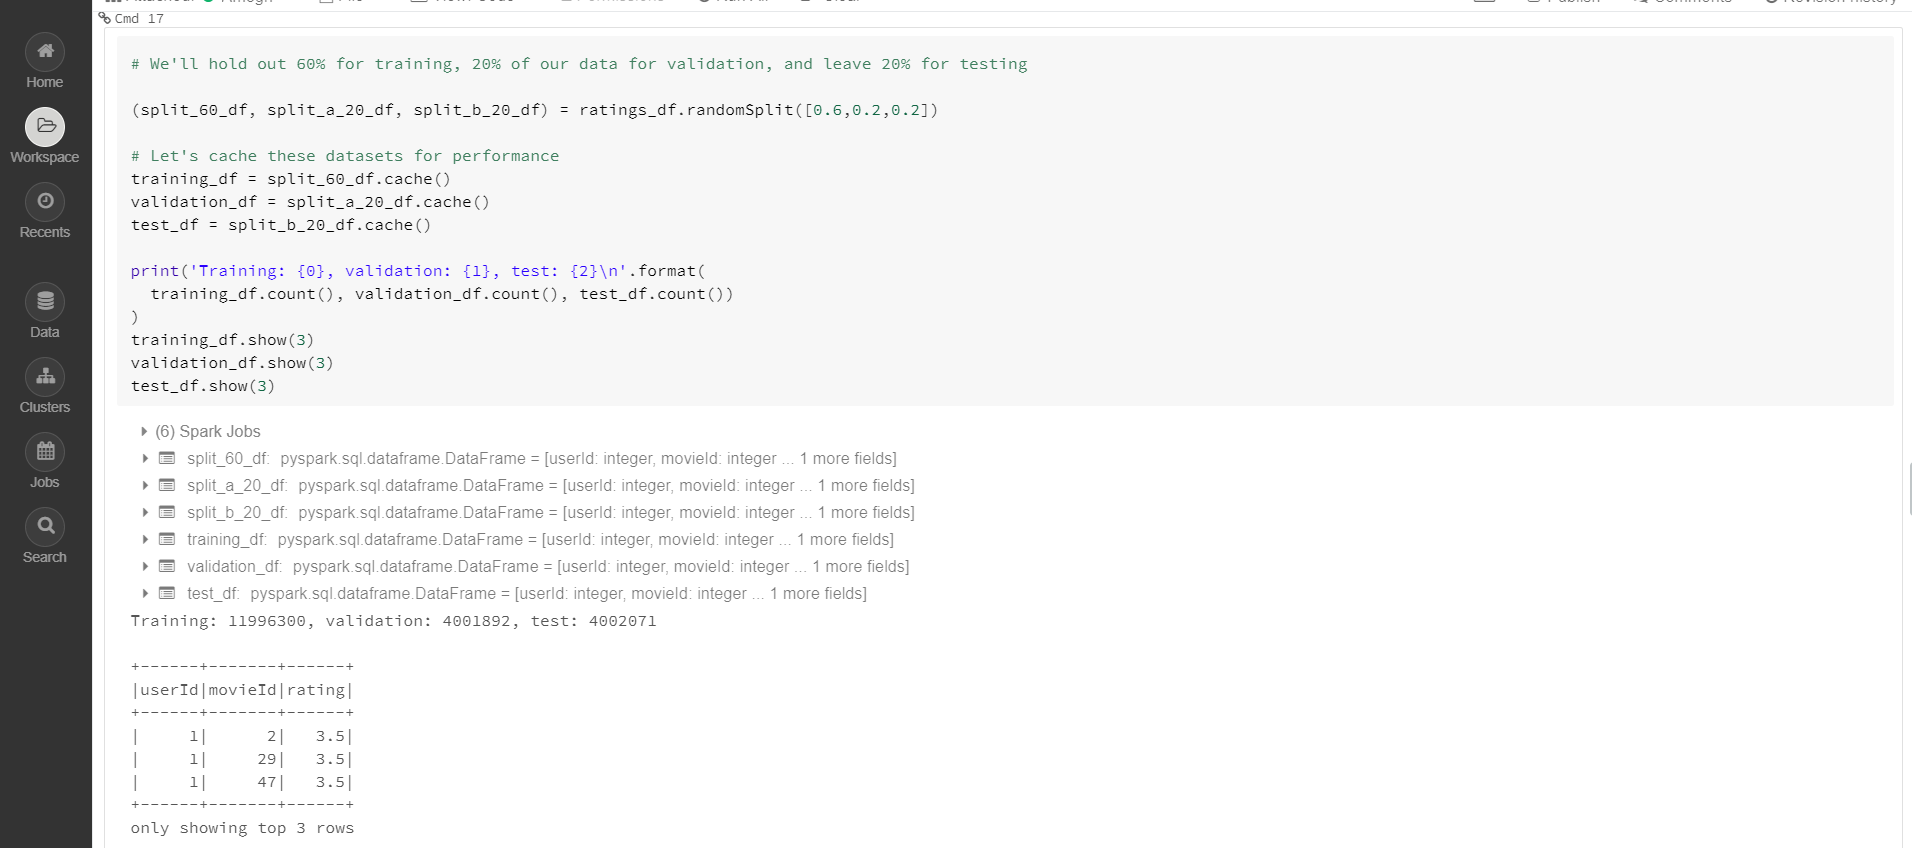 Cmd 17
Home
Workspace
Recents
Data
Clusters
Jobs
Search
# We'll hold out 60% for training, 20% of our data for validation, and leave 20% for testing
(split_60_df, split_a_20_df, split_b_20_df) = ratings_df.randomSplit([0.6,0.2,0.2])
# Let's cache these datasets for performance
training_df = split_60_df.cache()
validation_df = split_a_20_df.cache()
test_df = split_b_20_df.cache()
print('Training: {0}, validation: {1}, test: {2}\n'.format(
  training_df.count(), validation_df.count(), test_df.count())
)
training_df.show(3)
validation_df.show(3)
test_df.show(3)
(6) Spark Jobs
split_60_df: pyspark.sql.dataframe.DataFrame = [userId: integer, movieId: integer ... 1 more fields]
split_a_20_df: pyspark.sql.dataframe.DataFrame = [userId: integer, movieId: integer ... 1 more fields]
split_b_20_df: pyspark.sql.dataframe.DataFrame = [userId: integer, movieId: integer ... 1 more fields]
training_df: pyspark.sql.dataframe.DataFrame = [userId: integer, movieId: integer ... 1 more fields]
validation_df: pyspark.sql.dataframe.DataFrame = [userId: integer, movieId: integer ... 1 more fields]
test_df: pyspark.sql.dataframe.DataFrame = [userId: integer, movieId: integer ... 1 more fields]
Training: 11996300, validation: 4001892, test: 4002071
+------+-------+------+
|userId|movieId|rating|
+------+-------+------+
|     1|      2|   3.5|
|     1|     29|   3.5|
|     1|     47|   3.5|
+------+-------+------+
only showing top 3 rows